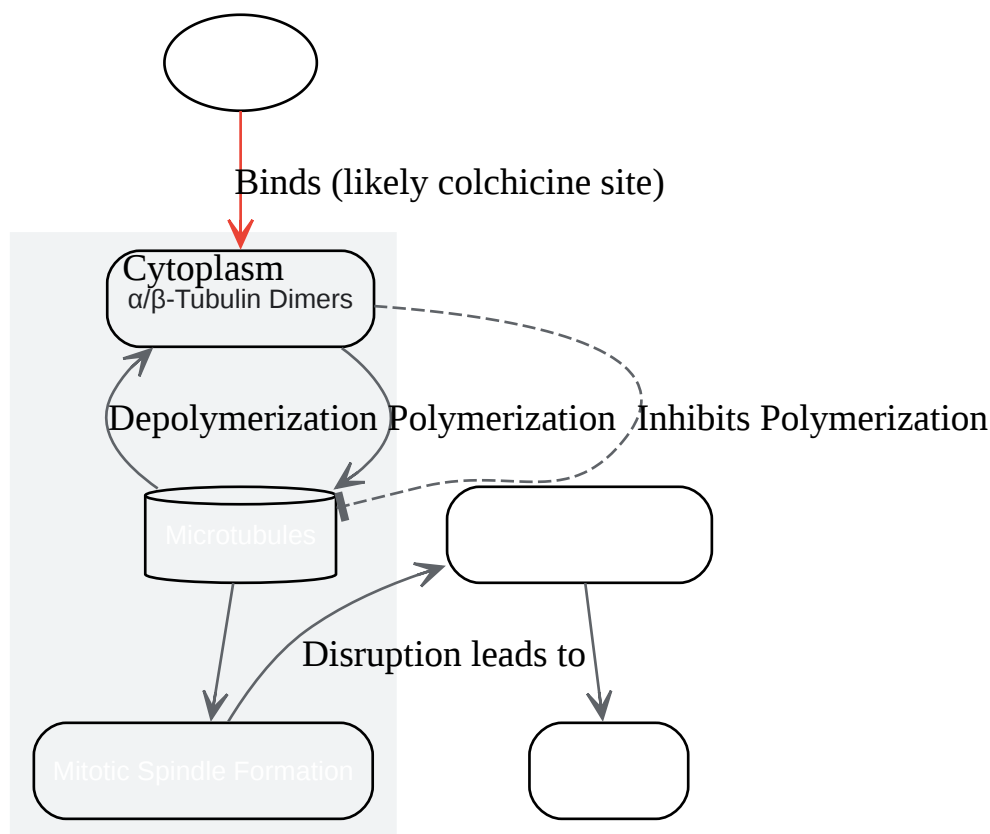 Binds (likely colchicine site)
Cytoplasm
α/β-Tubulin Dimers
Depolymerization
Polymerization
Inhibits Polymerization
Microtubules
Disruption leads to
Mitotic Spindle Formation